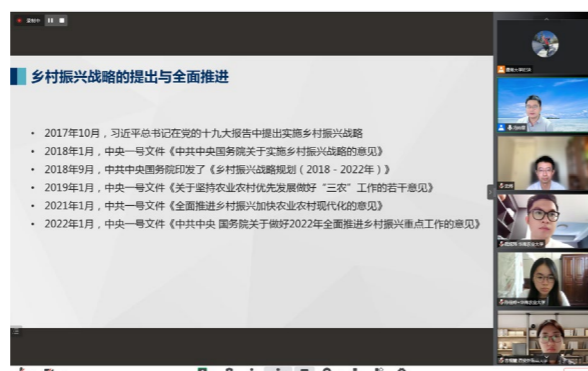 乡村振兴战略的提出与全面推进
• 2017年10月，习近平总书记在党的十九大报告中提出实施乡村振兴战略
• 2018年1月，中央一号文件《中共中央国务院关于实施乡村振兴战略的意见》
• 2018年9月，中共中央国务院印发了《乡村振兴战略规划（2018-2022年）》
• 2019年1月，中央一号文件《关于坚持农业农村优先发展做好“三农”工作的若干意见》
• 2021年1月，中央一号文件《全面推进乡村振兴加快农业农村现代化的意见》
• 2022年1月，中央一号文件《中共中央 国务院关于做好2022年全面推进乡村振兴重点工作的意见》